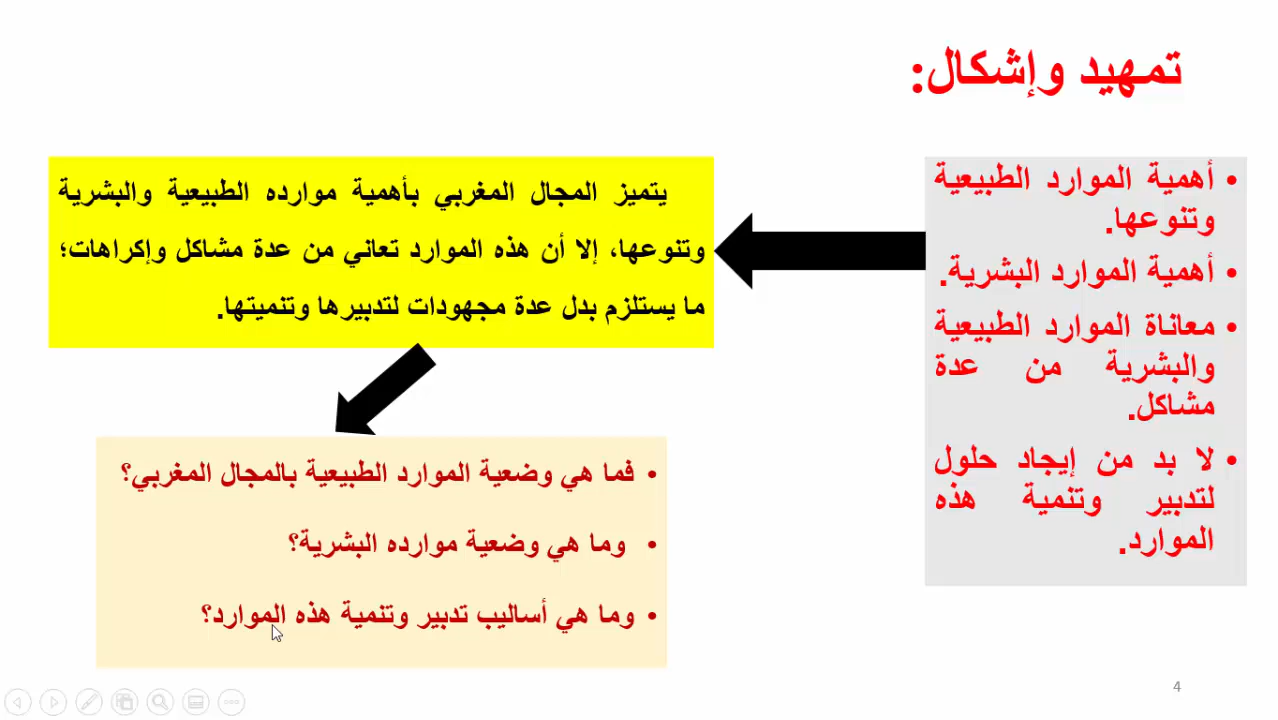 تمهيد وإشكال:
• أهمية الموارد الطبيعية
وتنوعها.
• أهمية الموارد البشرية.
• معاناة الموارد الطبيعية
والبشرية من عدة
مشاكل.
• لا بد من إيجاد حلول
لتدبير وتنمية هذه
الموارد.
يتميز المجال المغربي بأهمية موارده الطبيعية والبشرية
وتنوعها، إلا أن هذه الموارد تعاني من عدة مشاكل وإكراهات؛
ما يستلزم بدل عدة مجهودات لتدبيرها وتنميتها.
• فما هي وضعية الموارد الطبيعية بالمجال المغربي؟
• وما هي وضعية موارده البشرية؟
• وما هي أساليب تدبير وتنمية هذه الموارد؟
4